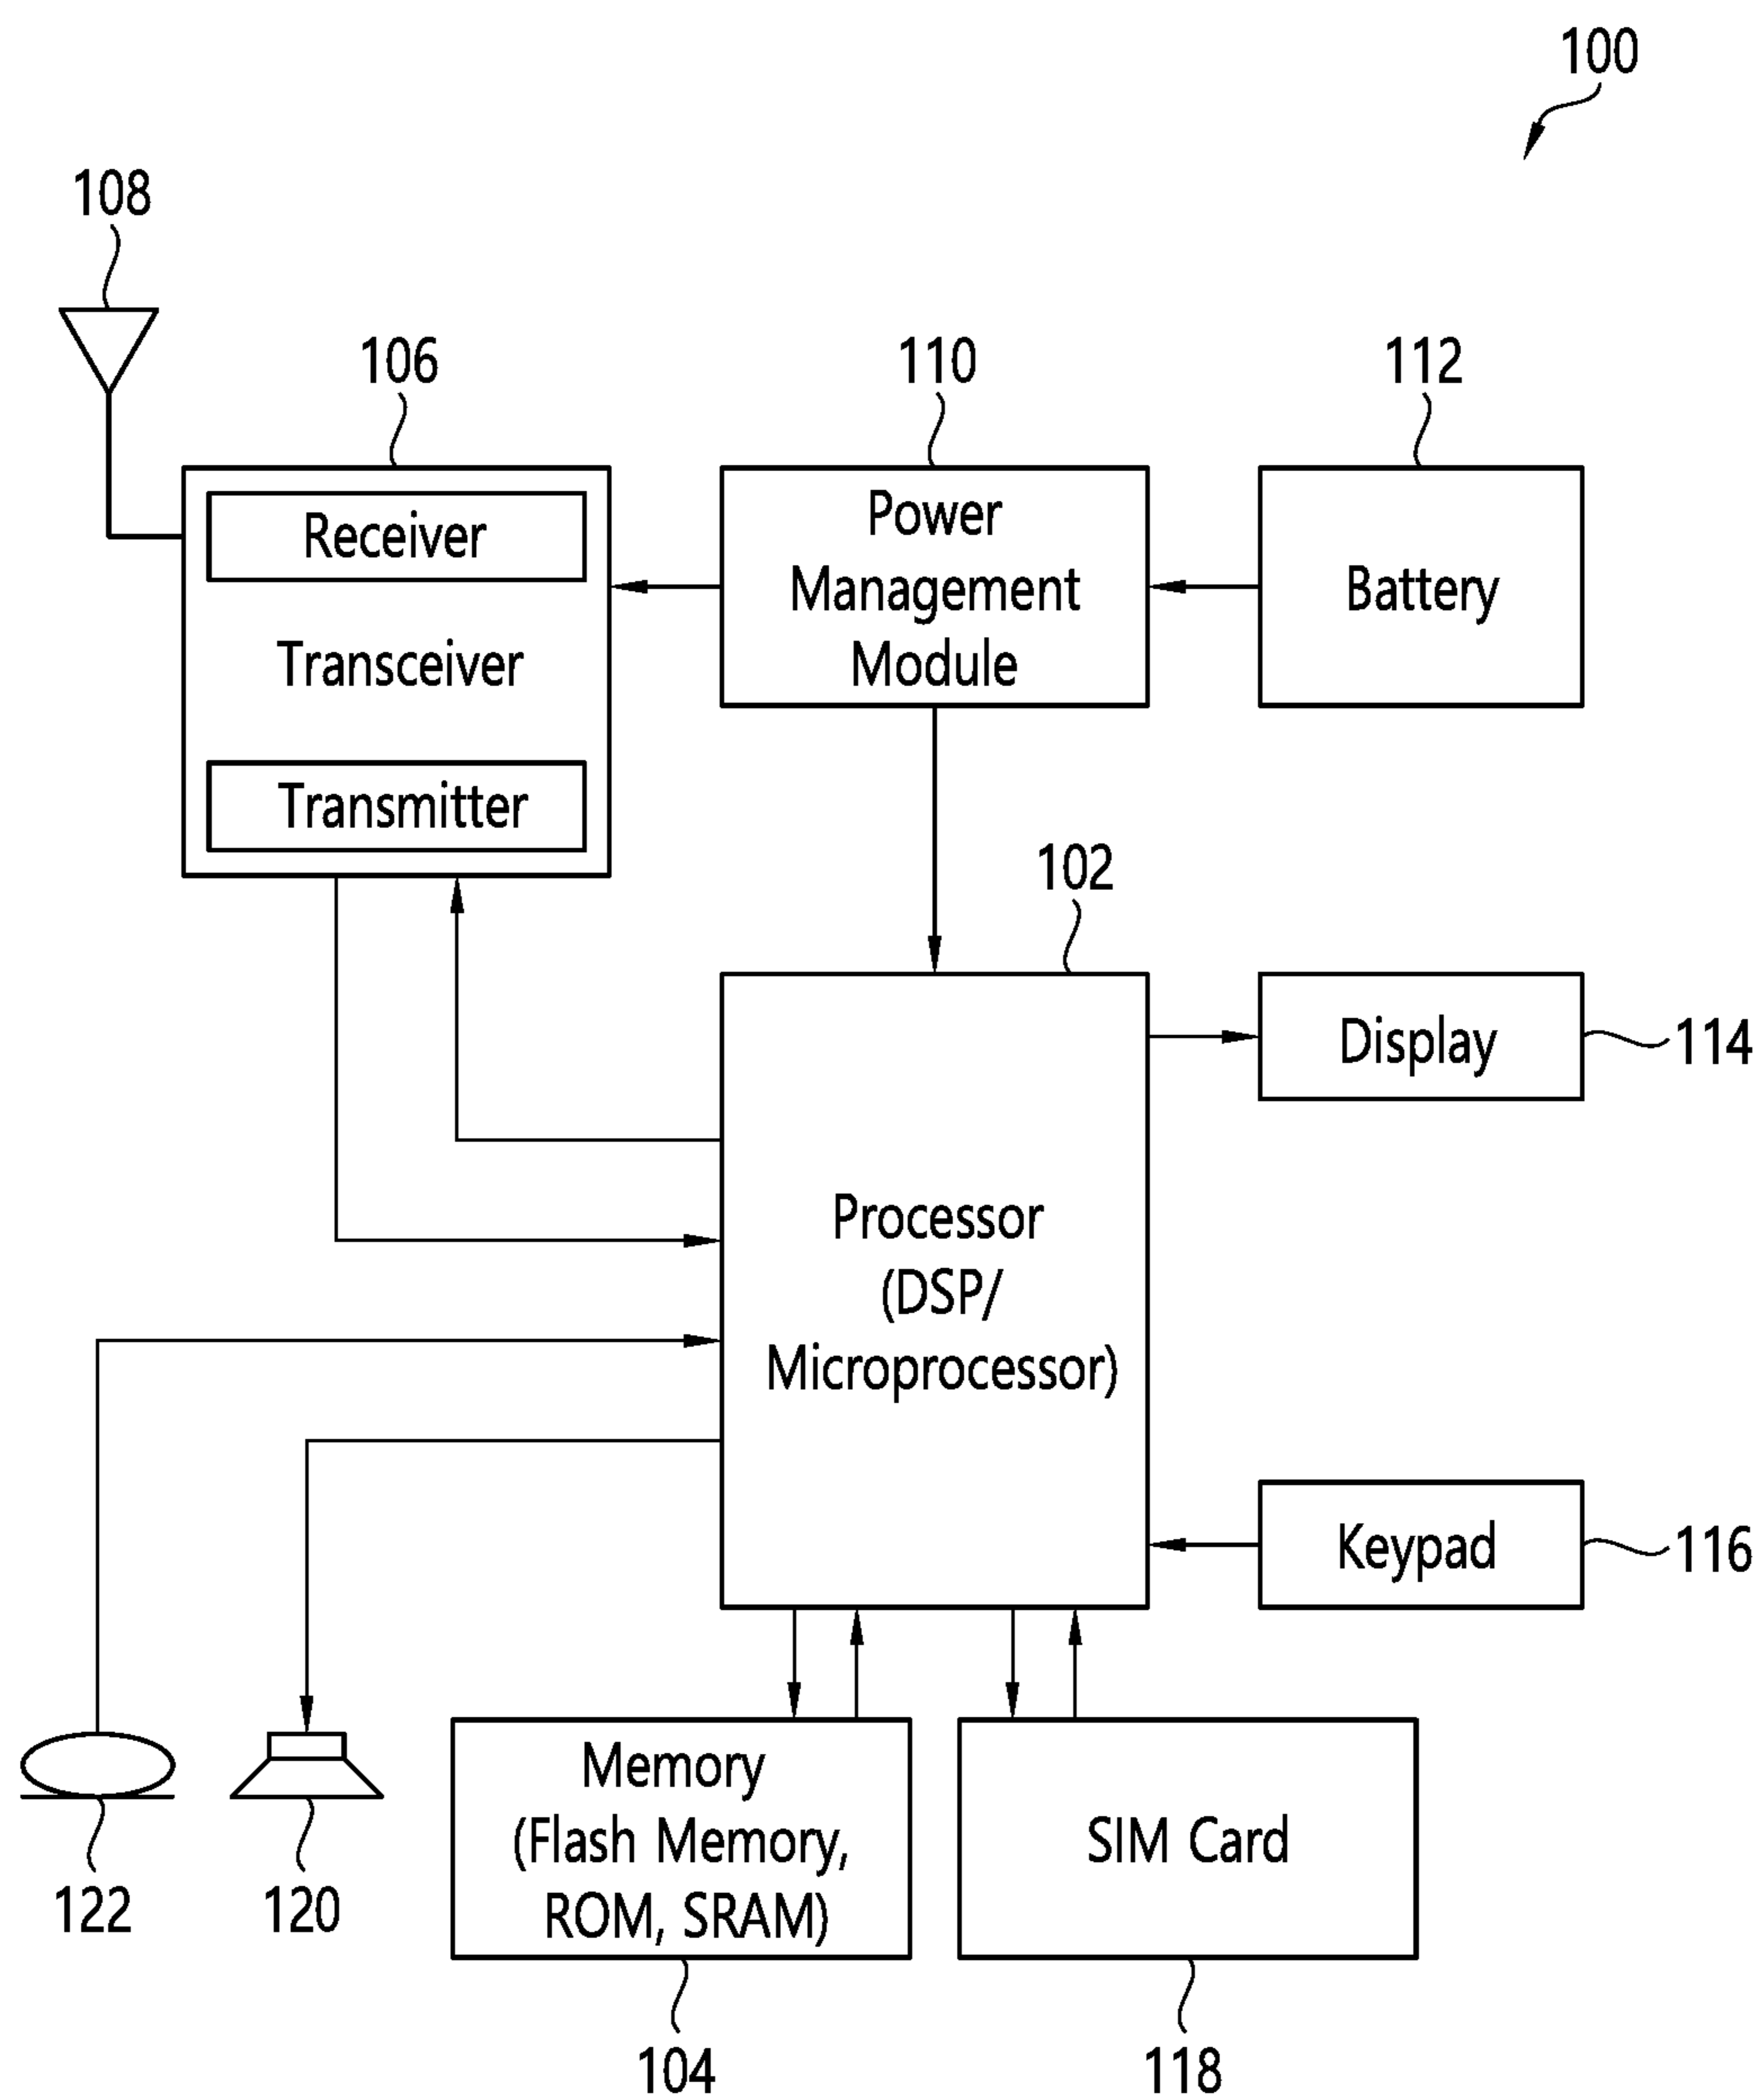 100
108
106
110
112
Receiver
Transceiver
Transmitter
Power
Management
Module
Battery
102
Display
114
Processor
(DSP/
Microprocessor)
Keypad
116
122
120
Memory
(Flash Memory,
ROM, SRAM)
SIM Card
104
118